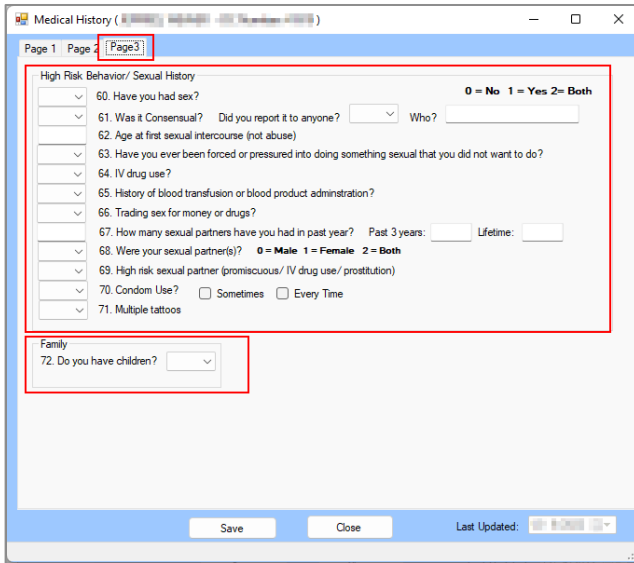 Medical History (
)
Page 1 Page 2 Page3
High Risk Behavior/ Sexual History
0 = No 1 = Yes 2= Both
60. Have you had sex?
61. Was it Consensual? Did you report it to anyone? Who?
62. Age at first sexual intercourse (not abuse)
63. Have you ever been forced or pressured into doing something sexual that you did not want to do?
64. IV drug use?
65. History of blood transfusion or blood product adminstration?
66. Trading sex for money or drugs?
67. How many sexual partners have you had in past year? Past 3 years: Lifetime:
68. Were your sexual partner(s)? 0 = Male 1 = Female 2 = Both
69. High risk sexual partner (promiscuous/ IV drug use/ prostitution)
70. Condom Use? Sometimes Every Time
71. Multiple tattoos
Family
72. Do you have children?
Save Close Last Updated: